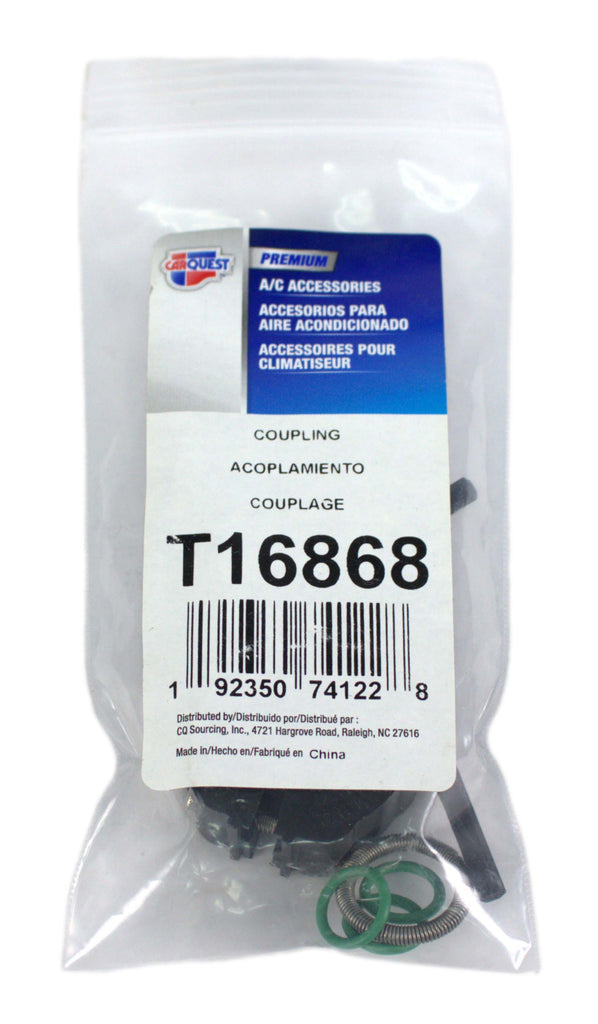 CARQUEST
PREMIUM
A/C ACCESSORIES
ACCESORIOS PARA
AIRE ACONDICIONADO
ACCESSOIRES POUR
CLIMATISEUR
COUPLING
ACOPLAMIENTO
COUPLAGE
T16868
1 92350 74122 8
Distributed by/Distribuido por/Distribué par :
CQ Sourcing, Inc., 4721 Hargrove Road, Raleigh, NC 27616
Made in/Hecho en/Fabriqué en China